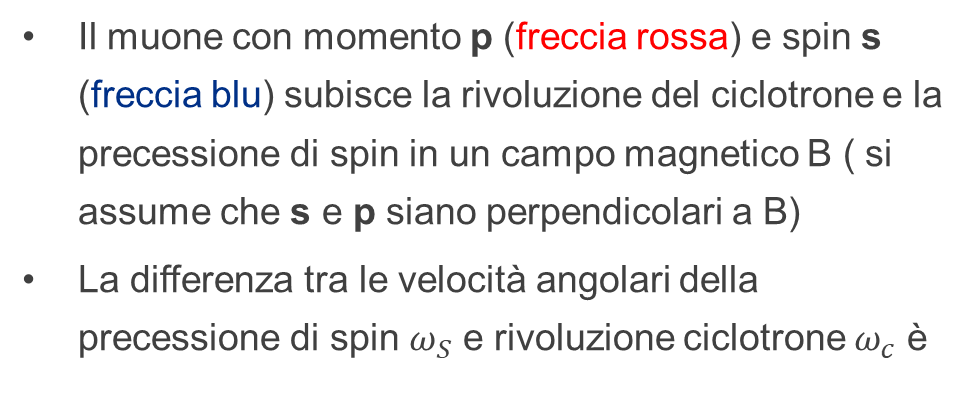 • Il muone con momento p (freccia rossa) e spin s
(freccia blu) subisce la rivoluzione del ciclotrone e la
precessione di spin in un campo magnetico B ( si
assume che s e p siano perpendicolari a B)
• La differenza tra le velocità angolari della
precessione di spin ω_S e rivoluzione ciclotrone ω_c è